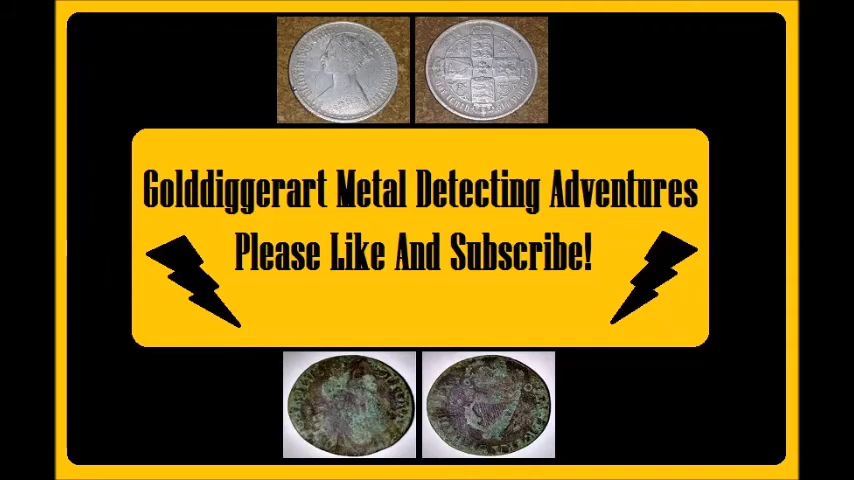 Golddiggerart Metal Detecting Adventures
Please Like And Subscribe!